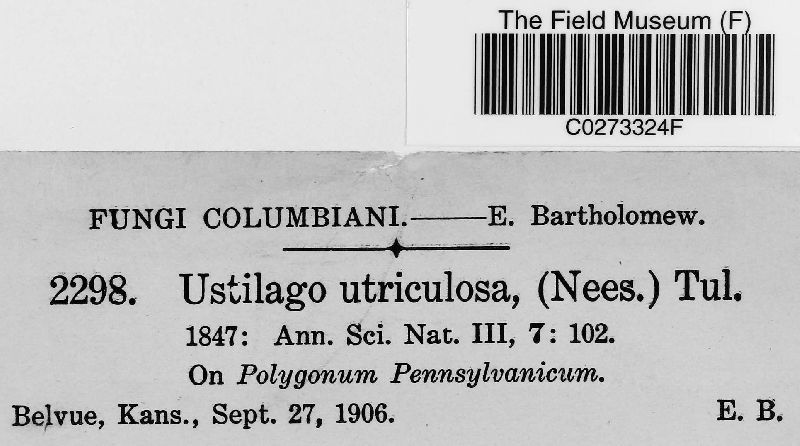 The Field Museum (F)
C0273324F
FUNGI COLUMBIANI.——E. Bartholomew.
2298. Ustilago utriculosa, (Nees.) Tul.
1847: Ann. Sci. Nat. III, 7: 102.
On Polygonum Pennsylvanicum.
Belvue, Kans., Sept. 27, 1906. E. B.